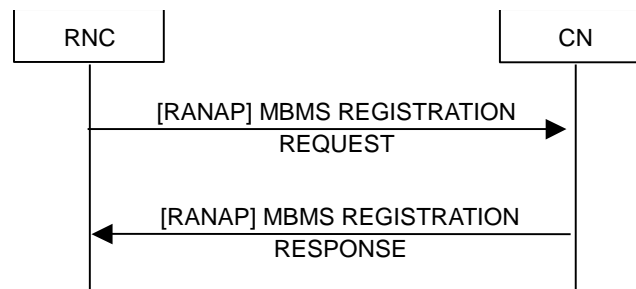 RNC
CN
[RANAP] MBMS REGISTRATION
REQUEST
[RANAP] MBMS REGISTRATION
RESPONSE